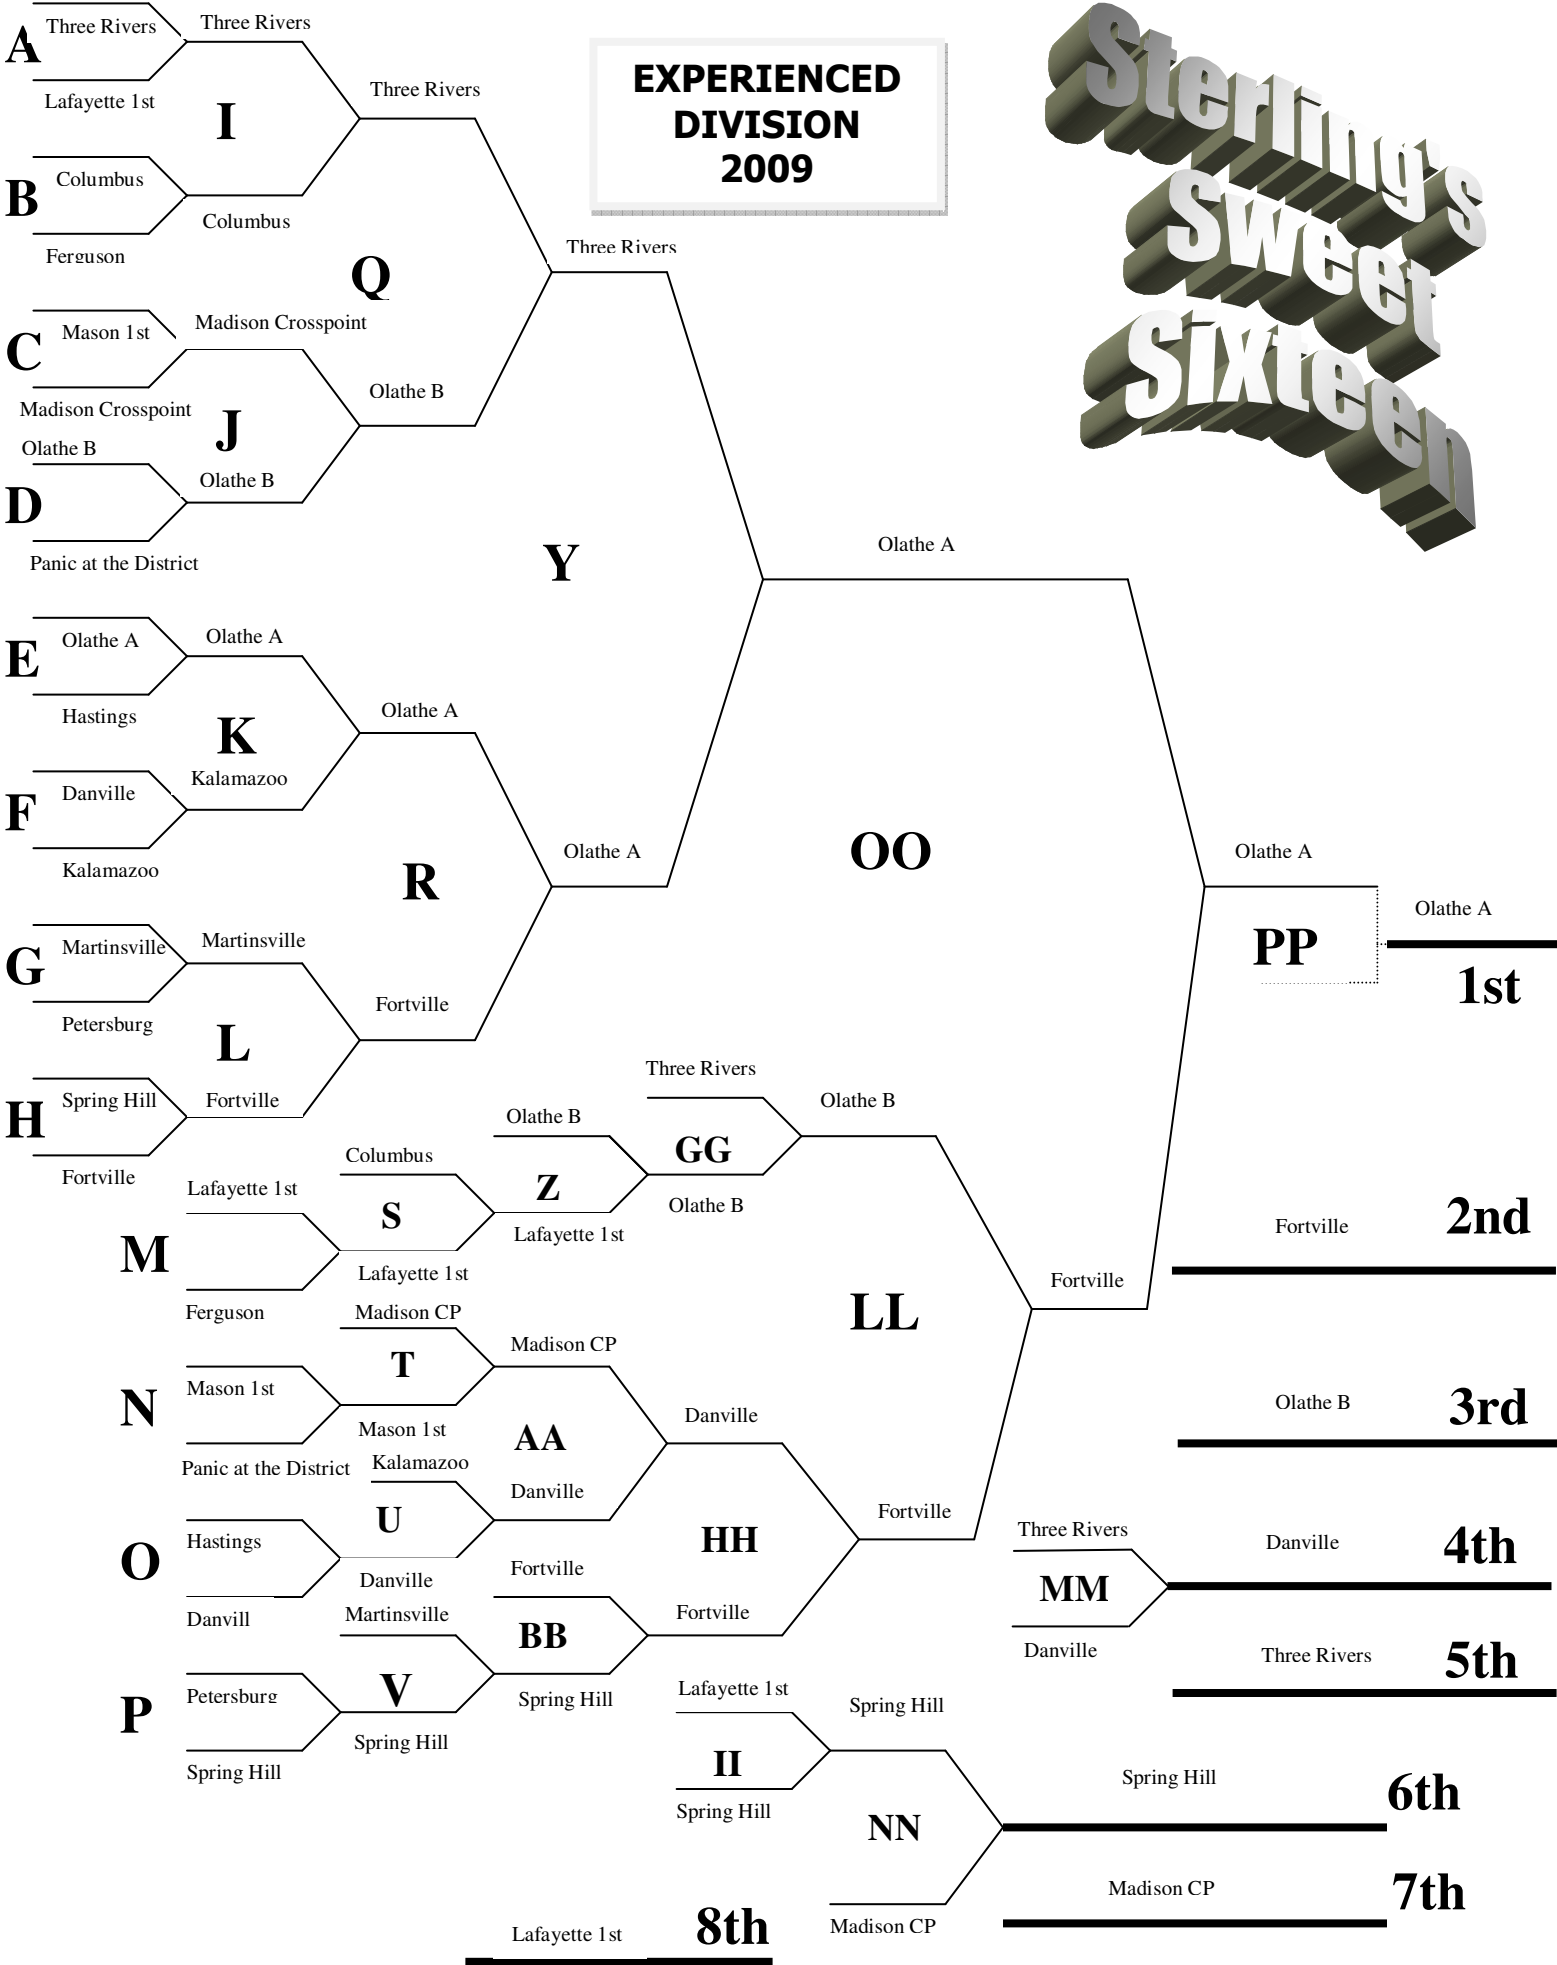 Three Rivers
A
Lafayette 1st
Three Rivers
I
Three Rivers
Columbus
B
Ferguson
Columbus
Q
Three Rivers
Mason 1st
C
Madison Crosspoint
Madison Crosspoint
J
Olathe B
Olathe B
D
Panic at the District
Olathe B
Y
Olathe A
Olathe A
E
Hastings
Olathe A
K
Olathe A
Danville
F
Kalamazoo
Kalamazoo
R
Olathe A
Martinsville
G
Petersburg
Martinsville
L
Fortville
Spring Hill
H
Fortville
Fortville
EXPERIENCED
DIVISION
2009
Sterling's
Sweet
Sixteen
OO
Olathe A
PP
Olathe A
1st
Lafayette 1st
M
Ferguson
Columbus
S
Lafayette 1st
Olathe B
Z
Lafayette 1st
Three Rivers
GG
Olathe B
Olathe B
LL
Fortville
Mason 1st
N
Panic at the District
Madison CP
T
Mason 1st
Madison CP
AA
Danville
Hastings
O
Danvill
Kalamazoo
U
Danville
Danville
HH
Fortville
Petersburg
P
Spring Hill
Martinsville
V
Spring Hill
Fortville
BB
Spring Hill
Fortville
Fortville
2nd
Olathe B
3rd
Three Rivers
MM
Danville
Danville
4th
Three Rivers
5th
Lafayette 1st
II
Spring Hill
Spring Hill
NN
Madison CP
Spring Hill
6th
Madison CP
7th
Lafayette 1st
8th